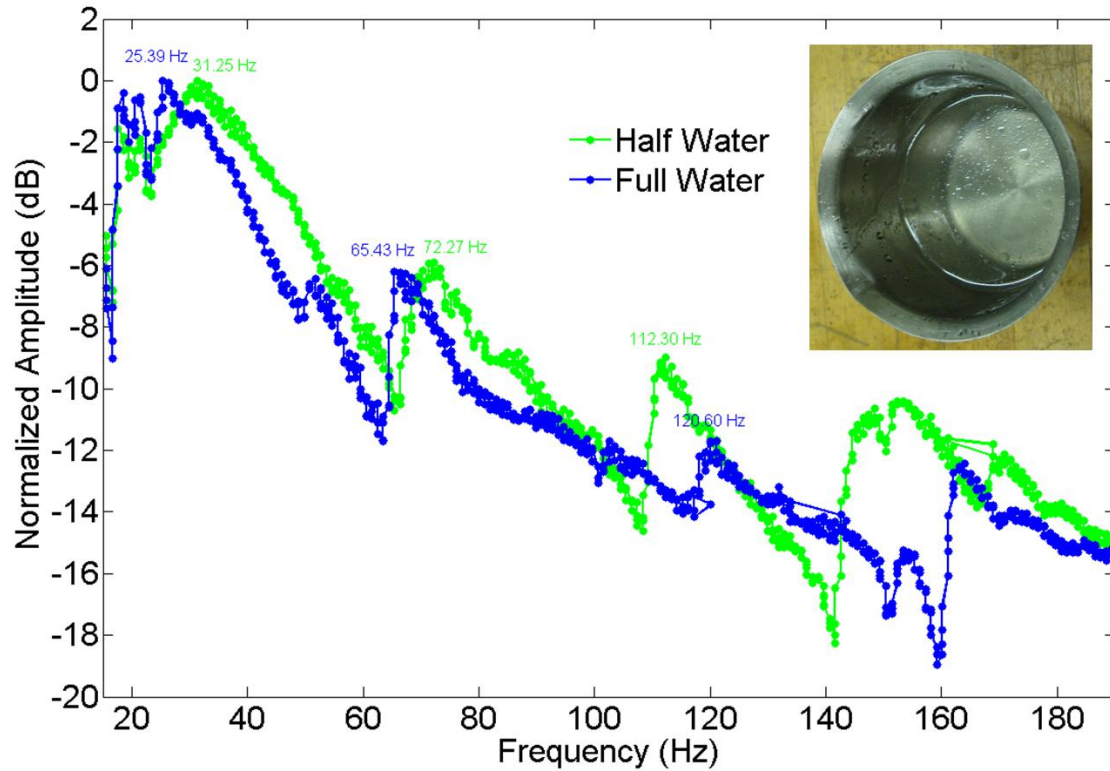 2
0
-2
-4
-6
-8
-10
-12
-14
-16
-18
-20
Normalized Amplitude (dB)
25.39 Hz
31.25 Hz
Half Water
Full Water
65.43 Hz
72.27 Hz
112.30 Hz
120.60 Hz
20 40 60 80 100 120 140 160 180
Frequency (Hz)